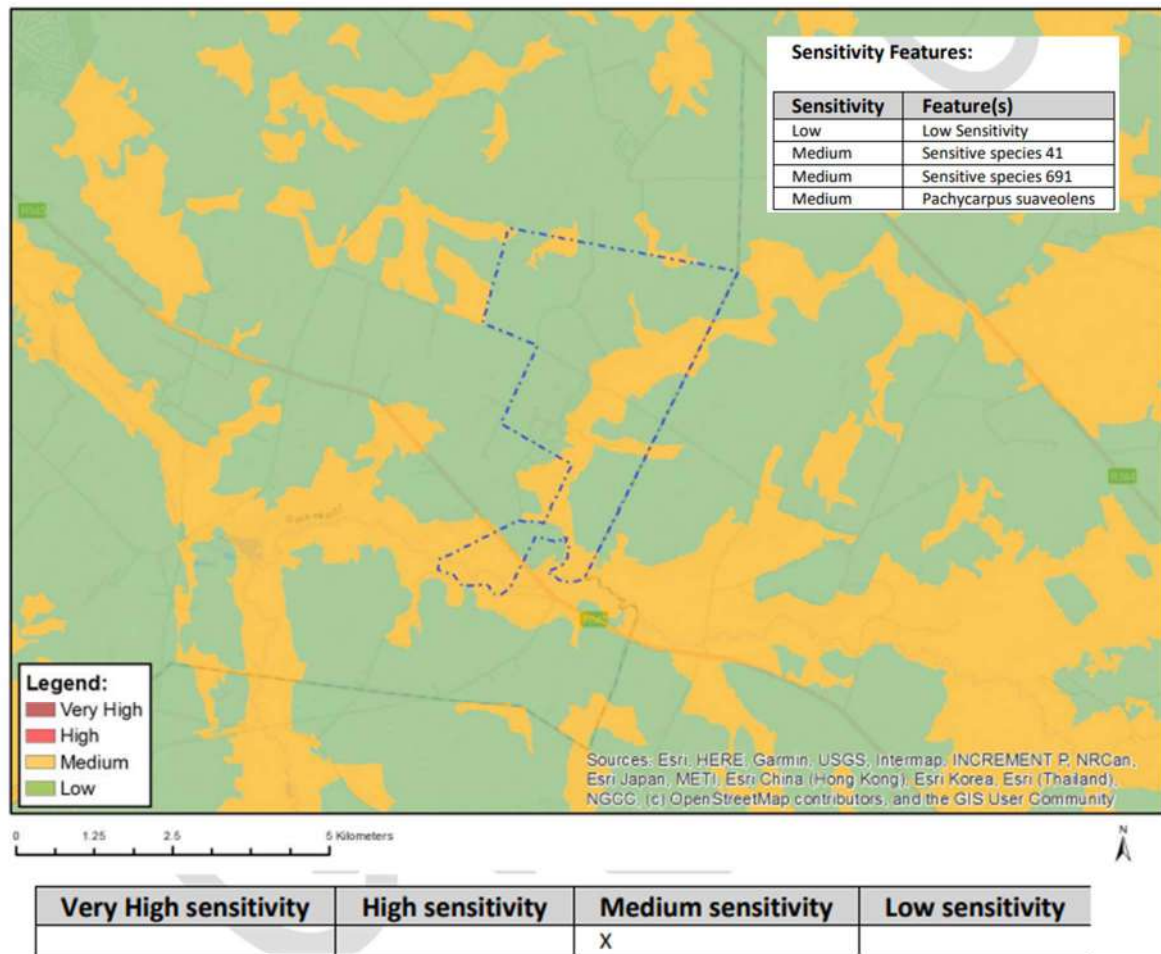 Sensitivity Features:
Sensitivity Feature(s)
Low Low Sensitivity
Medium Sensitive species 41
Medium Sensitive species 691
Medium Pachycarpus suaveolens
Legend:
Very High
High
Medium
Low
Sources: Esri, HERE, Garmin, USGS, Intermap, INCREMENT P, NRCan,
Esri Japan, METI, Esri China (Hong Kong), Esri Korea, Esri (Thailand),
NGCC, (c) OpenStreetMap contributors, and the GIS User Community
0 1.25 2.5 5 Kilometers
N
Very High sensitivity High sensitivity Medium sensitivity Low sensitivity
X